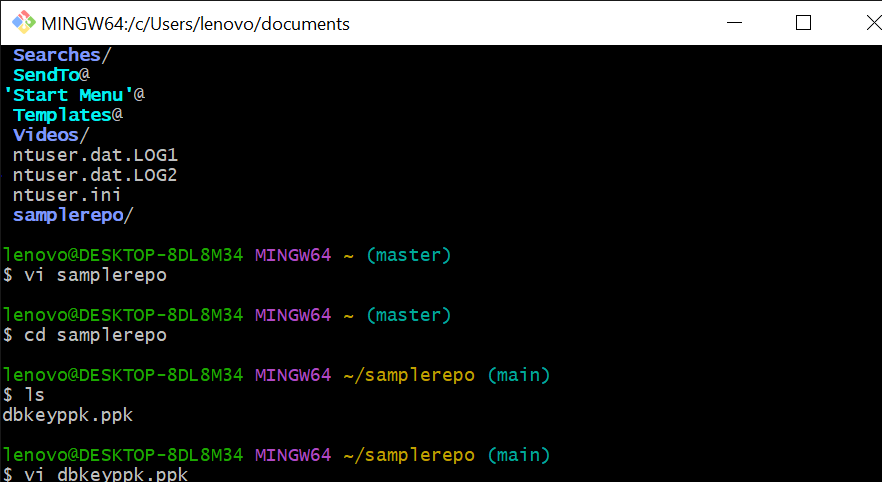 MINGW64:/c/Users/lenovo/documents
Searches/
SendTo@
'Start Menu'@
Templates@
Videos/
ntuser.dat.LOG1
ntuser.dat.LOG2
ntuser.ini
samplerepo/
lenovo@DESKTOP-8DL8M34 MINGW64 ~ (master)
$ vi samplerepo
lenovo@DESKTOP-8DL8M34 MINGW64 ~ (master)
$ cd samplerepo
lenovo@DESKTOP-8DL8M34 MINGW64 ~/samplerepo (main)
$ ls
dbkeyppk.ppk
lenovo@DESKTOP-8DL8M34 MINGW64 ~/samplerepo (main)
$ vi dbkeyppk.ppk